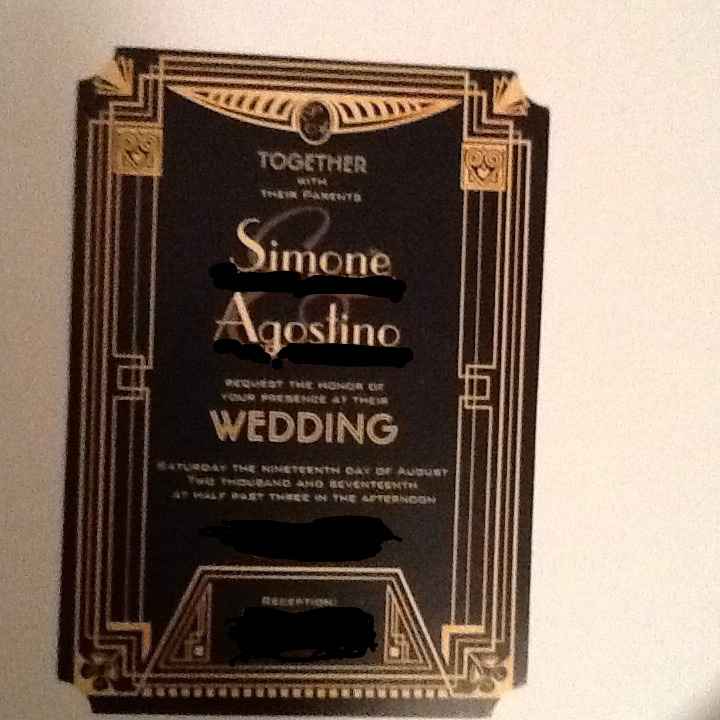 TOGETHER
WITH
THEIR PARENTS
Simone
&
Agostino
REQUEST THE HONOR OF
YOUR PRESENCE AT THEIR
WEDDING
SATURDAY THE NINETEENTH DAY OF AUGUST
TWO THOUSAND AND SEVENTEENTH
AT HALF PAST THREE IN THE AFTERNOON
RECEPTION: